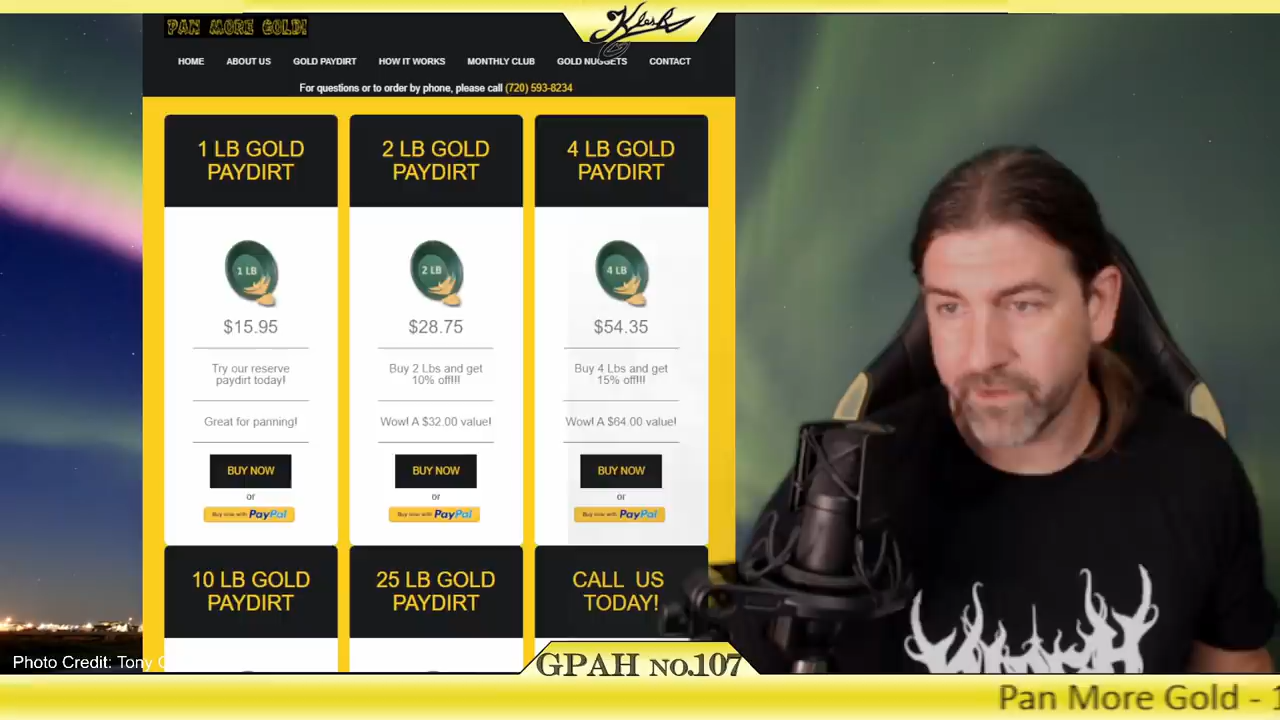 PAN MORE GOLD!
Klesh
HOME ABOUT US GOLD PAYDIRT HOW IT WORKS MONTHLY CLUB GOLD NUGGETS CONTACT
For questions or to order by phone, please call (720) 593-8234
1 LB GOLD
PAYDIRT
1 LB
$15.95
Try our reserve
paydirt today!
Great for panning!
BUY NOW
or
Buy now with PayPal
2 LB GOLD
PAYDIRT
2 LB
$28.75
Buy 2 Lbs and get
10% off!!!
Wow! A $32.00 value!
BUY NOW
or
Buy now with PayPal
4 LB GOLD
PAYDIRT
4 LB
$54.35
Buy 4 Lbs and get
15% off!!!
Wow! A $64.00 value!
BUY NOW
or
Buy now with PayPal
10 LB GOLD
PAYDIRT
25 LB GOLD
PAYDIRT
CALL US
TODAY!
Photo Credit: Tony
GPAH NO.107
Pan More Gold -